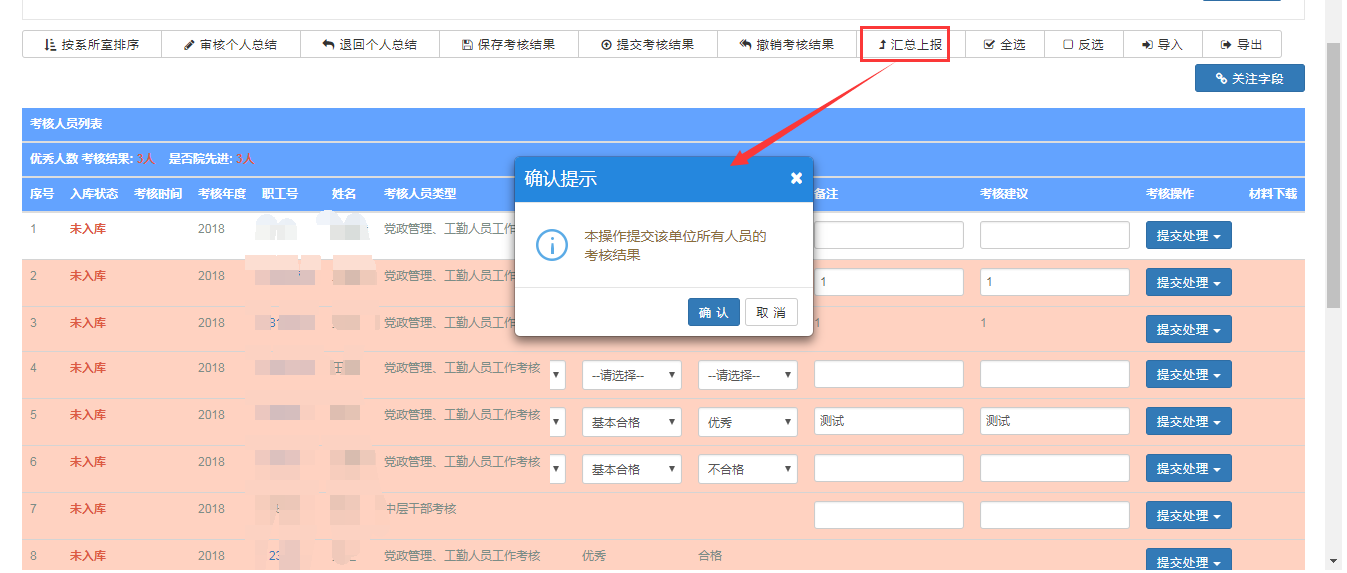 按系所室排序 审核个人总结 退回个人总结 保存考核结果 提交考核结果 撤销考核结果 汇总上报 全选 反选 导入 导出
关注字段
考核人员列表
优秀人数 考核结果: 3人 是否院先进: 3人
序号 入库状态 考核时间 考核年度 职工号 姓名 考核人员类型 备注 考核建议 考核操作 材料下载
确认提示
本操作提交该单位所有人员的
考核结果
确 认 取 消
1 未入库 2018 党政管理、工勤人员工作 提交处理
2 未入库 2018 党政管理、工勤人员工作 1 1 提交处理
3 未入库 2018 党政管理、工勤人员工作 1 1 提交处理
4 未入库 2018 党政管理、工勤人员工作考核 --请选择-- --请选择-- 提交处理
5 未入库 2018 党政管理、工勤人员工作考核 基本合格 优秀 测试 测试 提交处理
6 未入库 2018 党政管理、工勤人员工作考核 基本合格 不合格 提交处理
7 未入库 2018 中层干部考核 提交处理
8 未入库 2018 23 党政管理、工勤人员工作考核 优秀 合格 提交处理